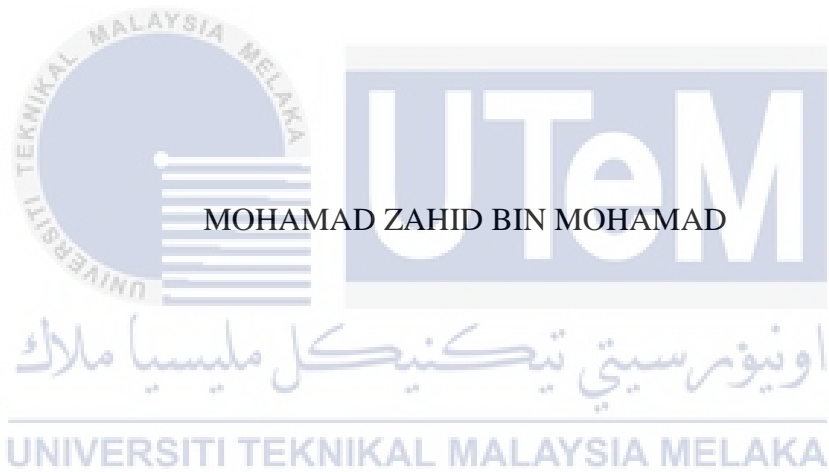 UNIVERSITI TEKNIKAL MALAYSIA MELAKA
UTeM
MOHAMAD ZAHID BIN MOHAMAD
اونيۏرسيتي تيكنيكل مليسيا ملاك
UNIVERSITI TEKNIKAL MALAYSIA MELAKA